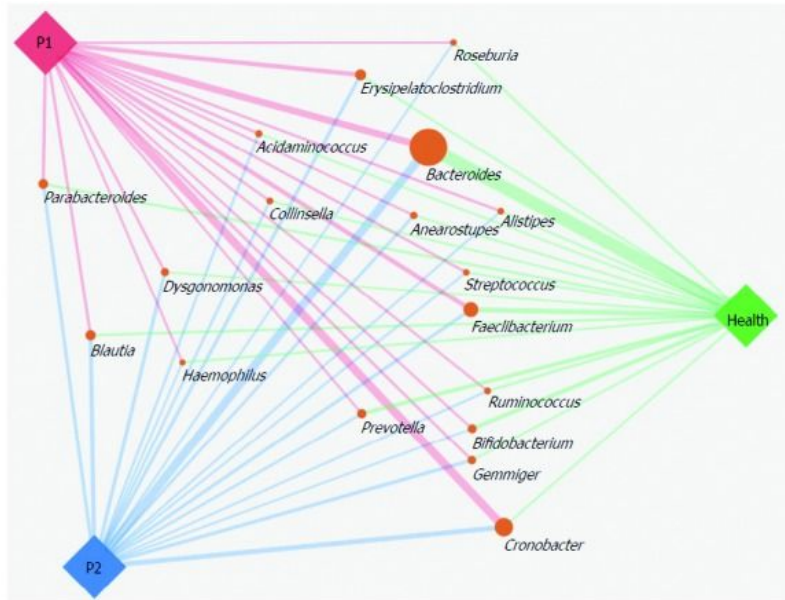 P1
Roseburia
Erysipelatoclostridium
Acidaminococcus
Bacteroides
Parabacteroides
Collinsella
Alistipes
Anearostupes
Dysgonomonas
Streptococcus
Health
Faeclibacterium
Blautia
Haemophilus
Ruminococcus
Prevotella
Bifidobacterium
Gemmiger
Cronobacter
P2